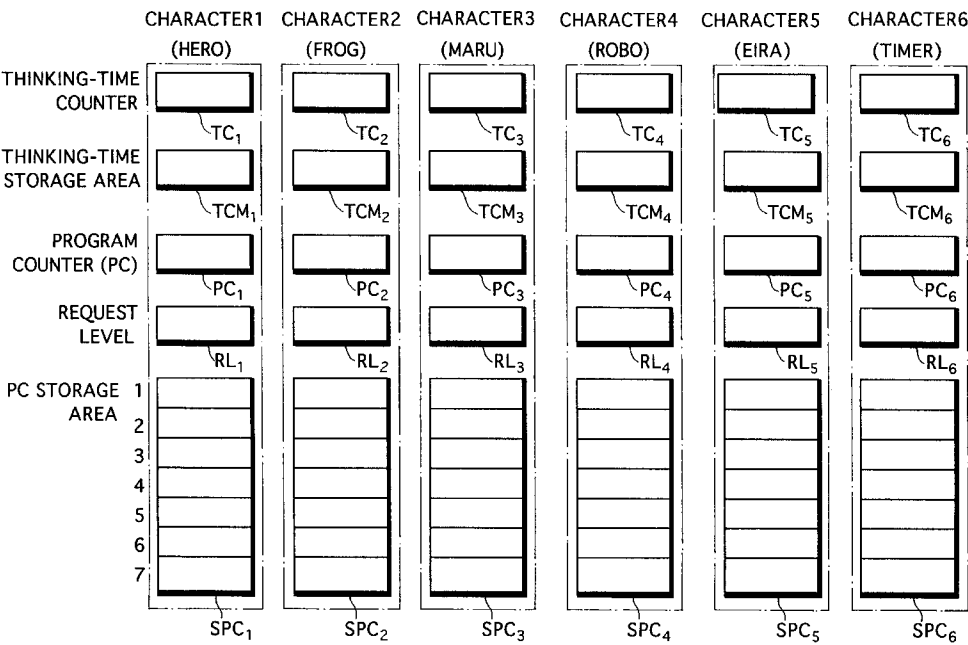 CHARACTER1 CHARACTER2 CHARACTER3 CHARACTER4 CHARACTER5 CHARACTER6
(HERO) (FROG) (MARU) (ROBO) (EIRA) (TIMER)
THINKING-TIME
COUNTER
TC1 TC2 TC3 TC4 TC5 TC6
THINKING-TIME
STORAGE AREA
TCM1 TCM2 TCM3 TCM4 TCM5 TCM6
PROGRAM
COUNTER (PC)
PC1 PC2 PC3 PC4 PC5 PC6
REQUEST
LEVEL
RL1 RL2 RL3 RL4 RL5 RL6
PC STORAGE 1
AREA
2
3
4
5
6
7
SPC1 SPC2 SPC3 SPC4 SPC5 SPC6